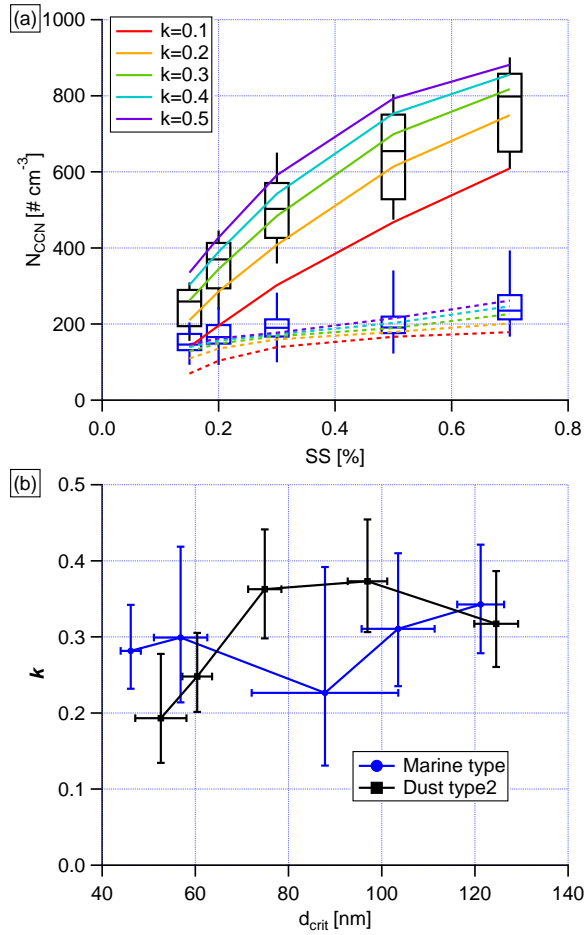 (a)
1000
800
600
400
200
0
N_CCN [# cm^-3]
k=0.1
k=0.2
k=0.3
k=0.4
k=0.5
0.0 0.2 0.4 0.6 0.8
SS [%]
(b)
0.5
0.4
0.3
0.2
0.1
0.0
k
Marine type
Dust type2
40 60 80 100 120 140
d_crit [nm]